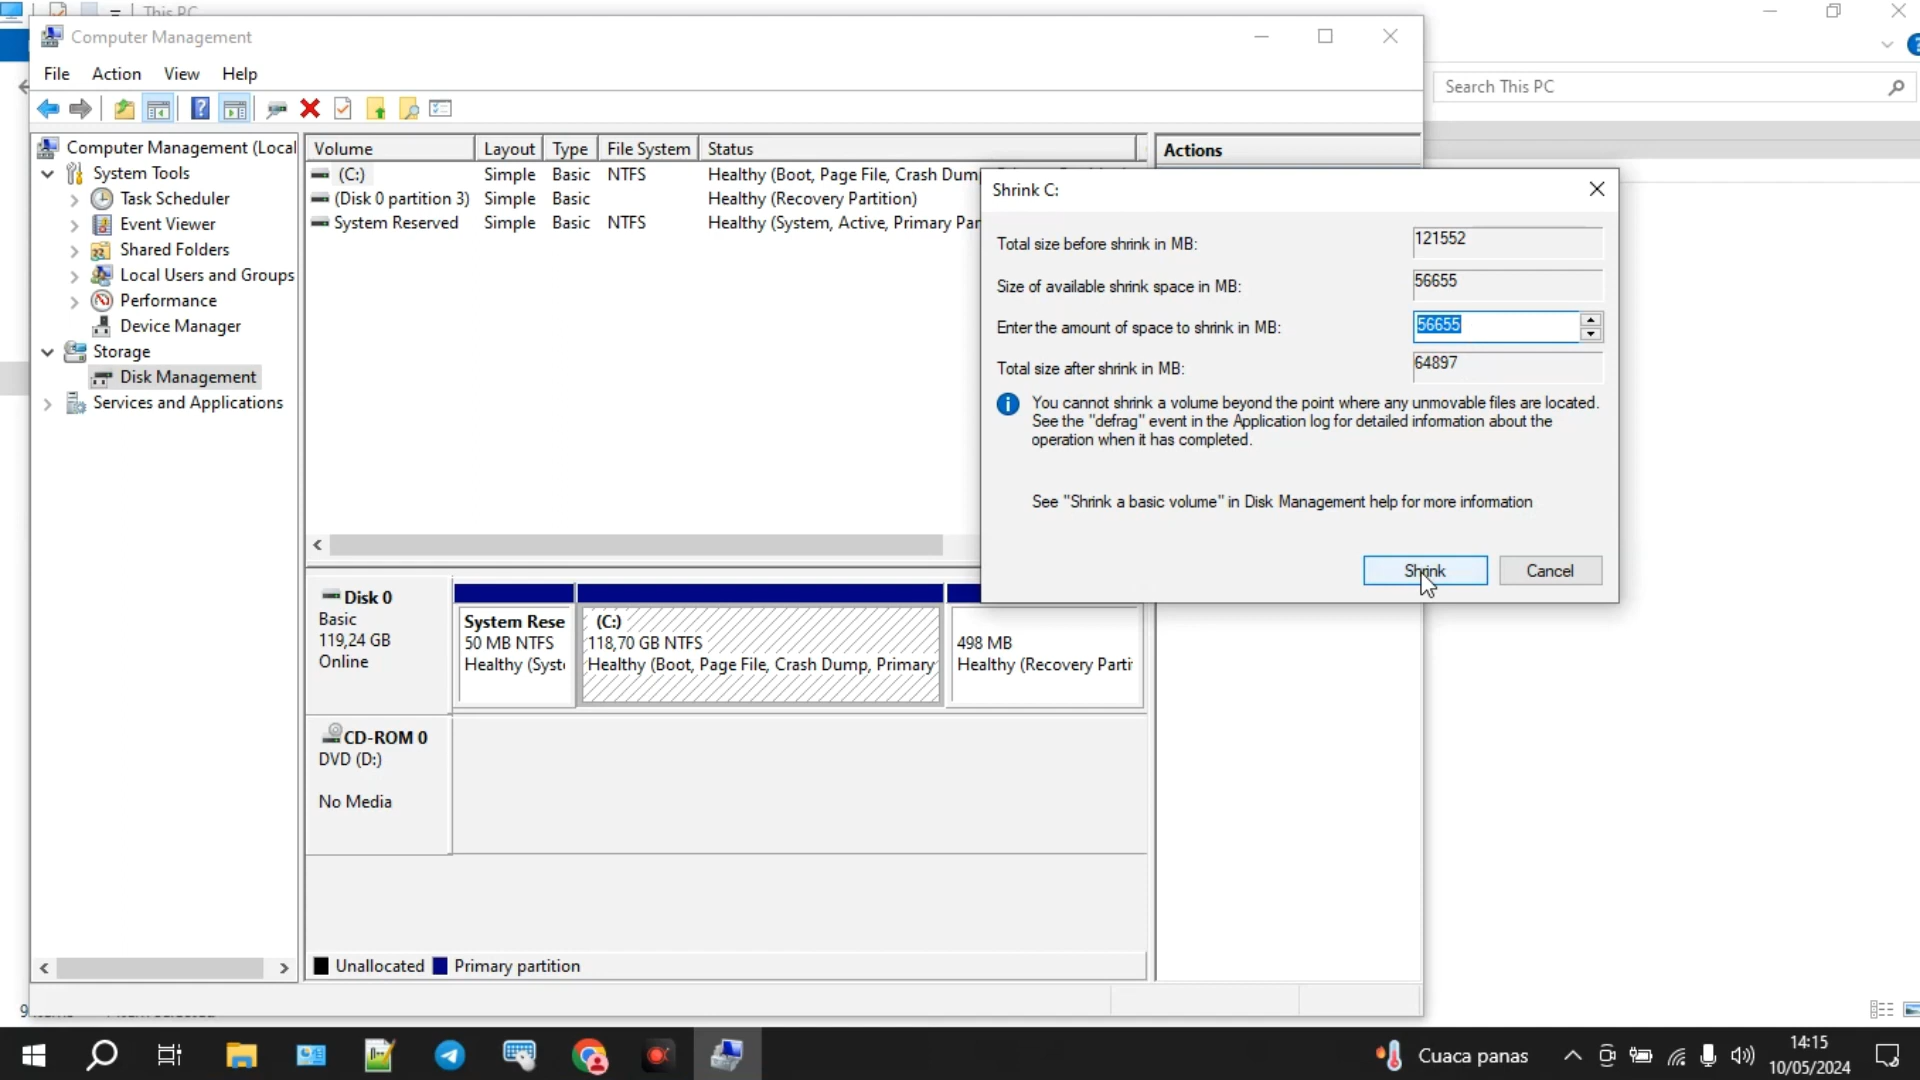 This PC
Computer Management
File Action View Help
Search This PC
Computer Management (Local
System Tools
Task Scheduler
Event Viewer
Shared Folders
Local Users and Groups
Performance
Device Manager
Storage
Disk Management
Services and Applications
Volume Layout Type File System Status
(C:) Simple Basic NTFS Healthy (Boot, Page File, Crash Dump
(Disk 0 partition 3) Simple Basic Healthy (Recovery Partition)
System Reserved Simple Basic NTFS Healthy (System, Active, Primary Par
Actions
Shrink C:
Total size before shrink in MB: 121552
Size of available shrink space in MB: 56655
Enter the amount of space to shrink in MB: 56655
Total size after shrink in MB: 64897
You cannot shrink a volume beyond the point where any unmovable files are located.
See the "defrag" event in the Application log for detailed information about the
operation when it has completed.
See "Shrink a basic volume" in Disk Management help for more information
Shrink Cancel
Disk 0
Basic
119,24 GB
Online
System Rese
50 MB NTFS
Healthy (Syst
(C:)
118,70 GB NTFS
Healthy (Boot, Page File, Crash Dump, Primary
498 MB
Healthy (Recovery Parti
CD-ROM 0
DVD (D:)
No Media
Unallocated Primary partition
Cuaca panas
14:15
10/05/2024